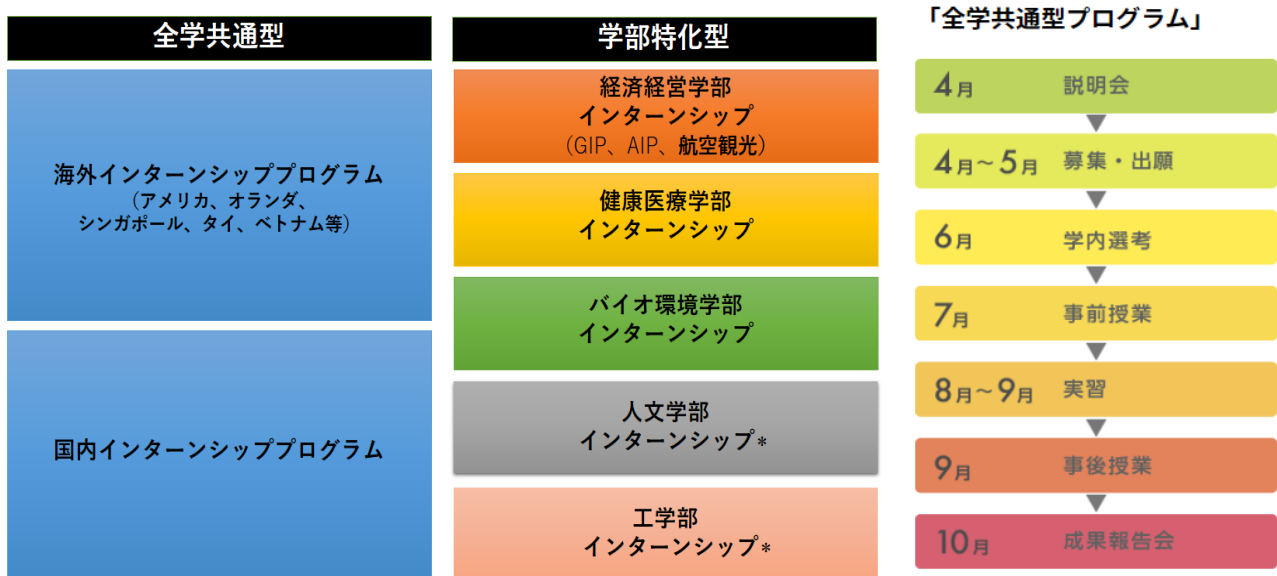 全学共通型
海外インターンシッププログラム
（アメリカ、オランダ、
シンガポール、タイ、ベトナム等）
国内インターンシッププログラム
学部特化型
経済経営学部
インターンシップ
（GIP、AIP、航空観光）
健康医療学部
インターンシップ
バイオ環境学部
インターンシップ
人文学部
インターンシップ*
工学部
インターンシップ*
「全学共通型プログラム」
4月 説明会
4月～5月 募集・出願
6月 学内選考
7月 事前授業
8月～9月 実習
9月 事後授業
10月 成果報告会